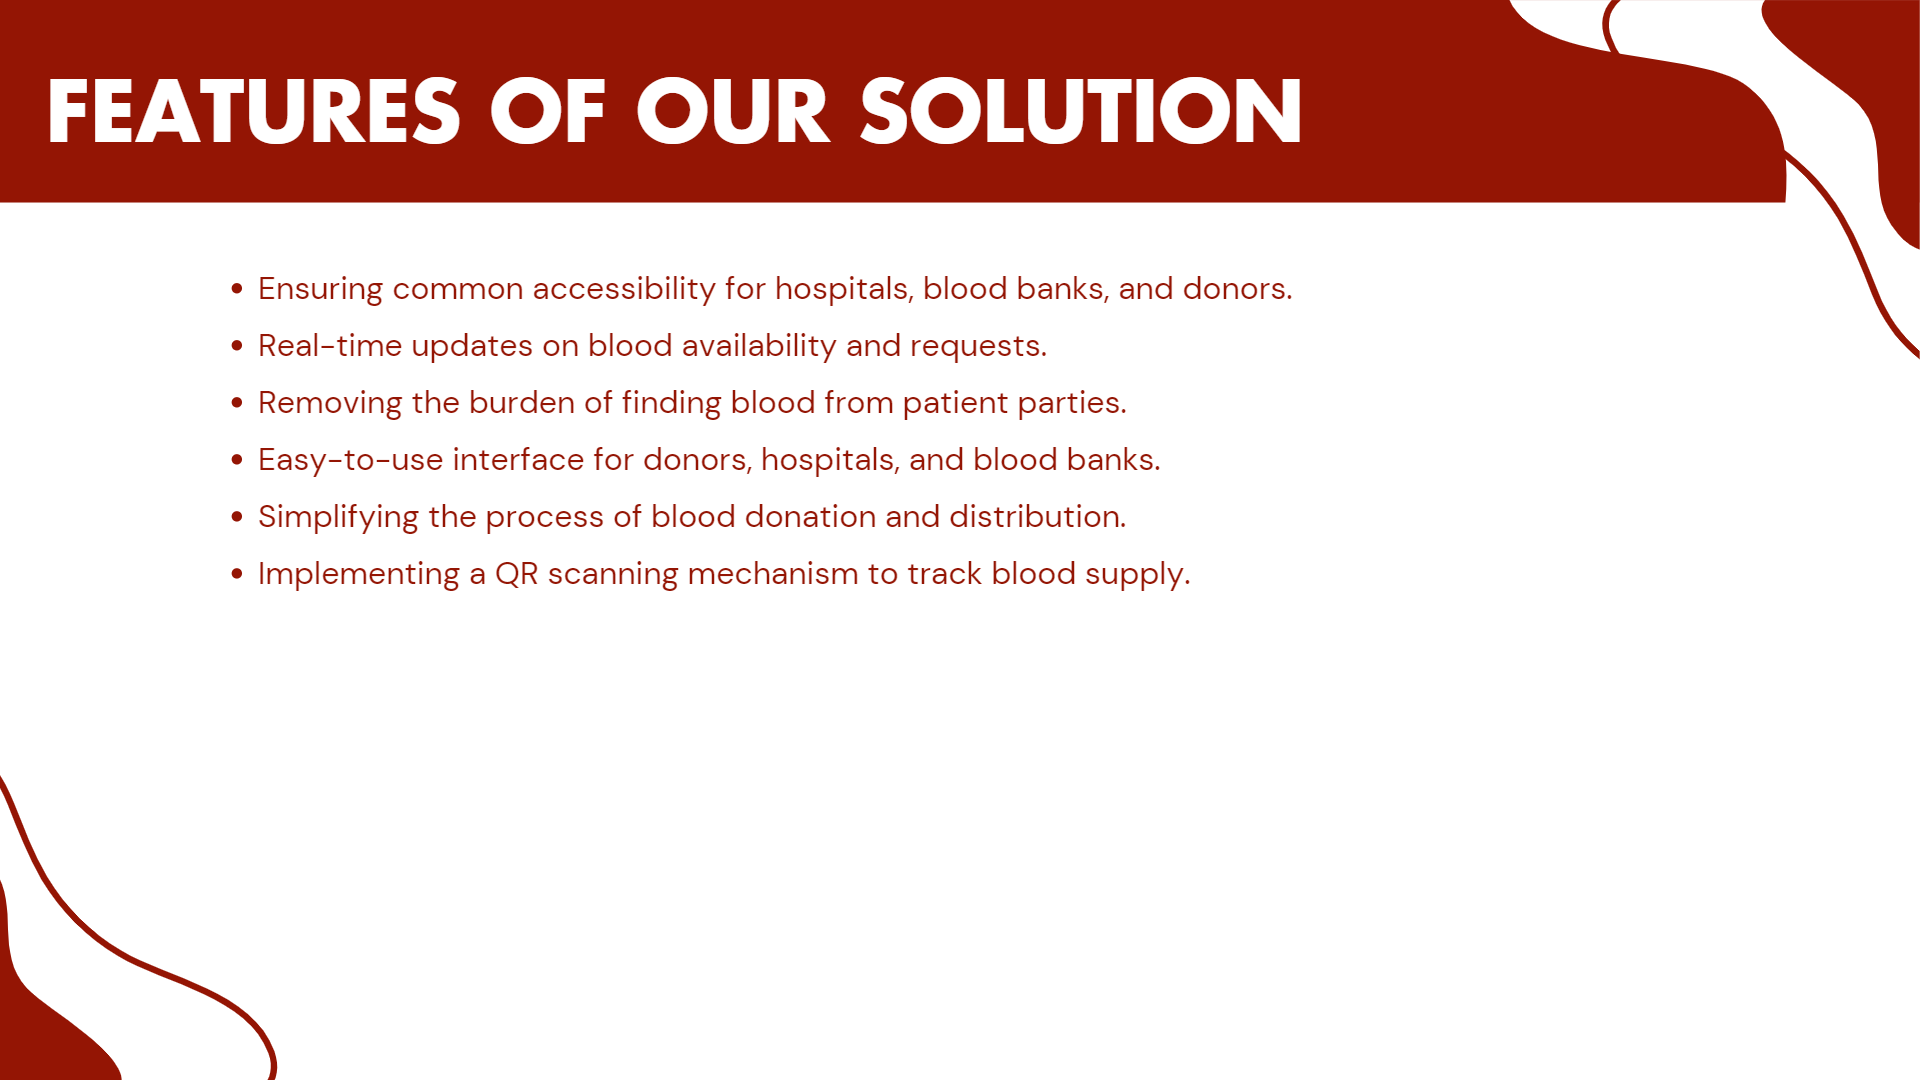 FEATURES OF OUR SOLUTION
• Ensuring common accessibility for hospitals, blood banks, and donors.
• Real-time updates on blood availability and requests.
• Removing the burden of finding blood from patient parties.
• Easy-to-use interface for donors, hospitals, and blood banks.
• Simplifying the process of blood donation and distribution.
• Implementing a QR scanning mechanism to track blood supply.